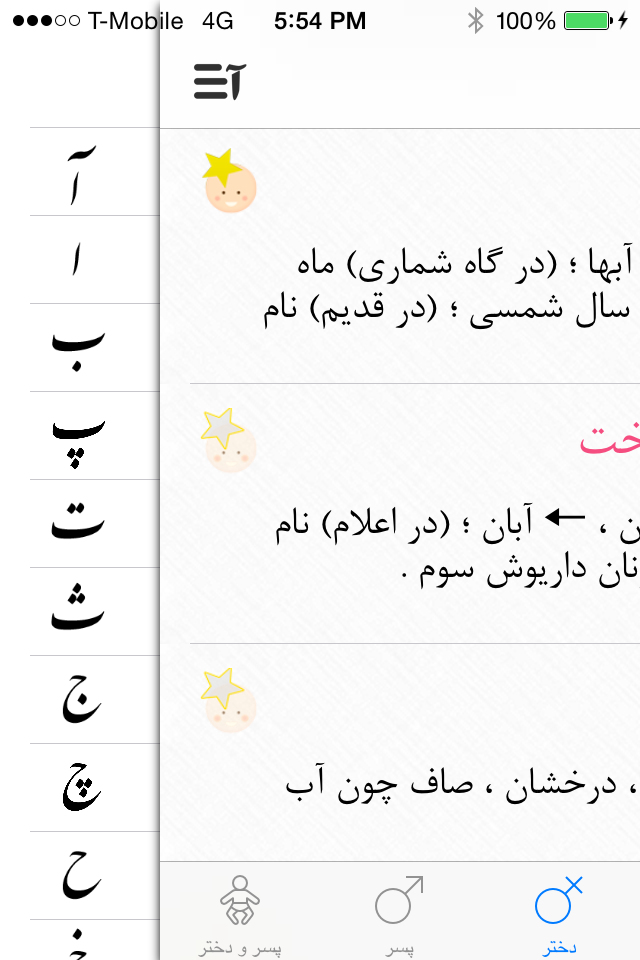 T-Mobile 4G 5:54 PM 100%
آ
آ
ا
ب
پ
ت
ث
ج
چ
ح
خ
آبها ؛ (در گاه شماری) ماه
سال شمسی ؛ (در قدیم) نام
خت
ن ، ← آبان ؛ (در اعلام) نام
نان داریوش سوم .
، درخشان ، صاف چون آب
پسر و دختر
پسر
دختر